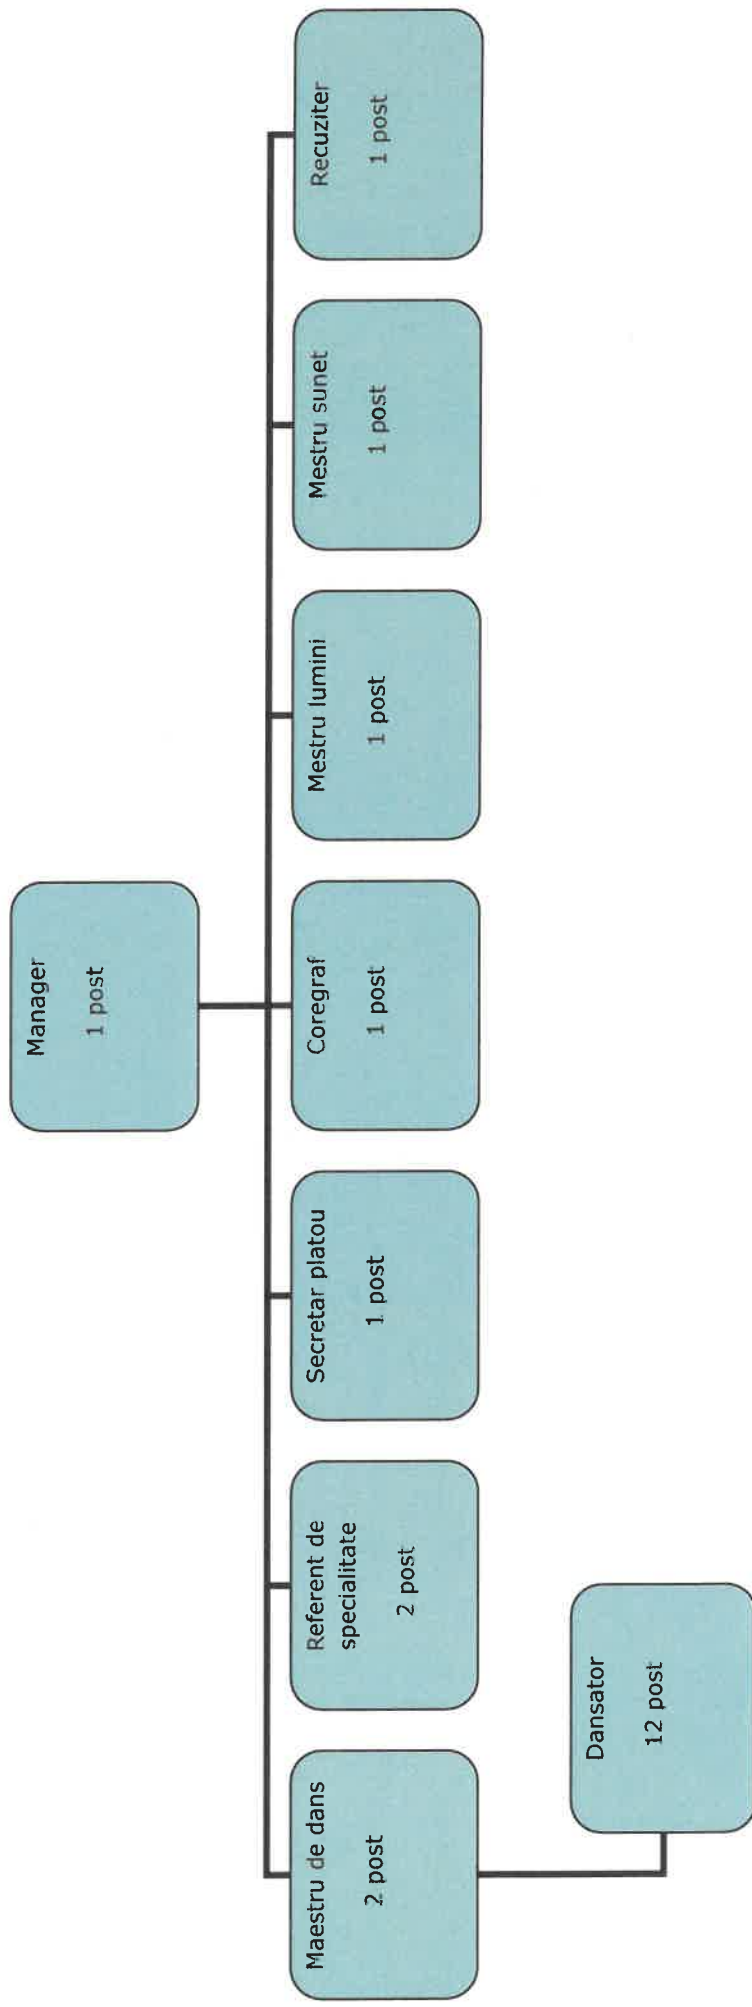 Manager
1 post
Maestru de dans
2 post
Referent de
specialitate
2 post
Secretar platou
1 post
Coregraf
1 post
Mestru lumini
1 post
Mestru sunet
1 post
Recuziter
1 post
Dansator
12 post